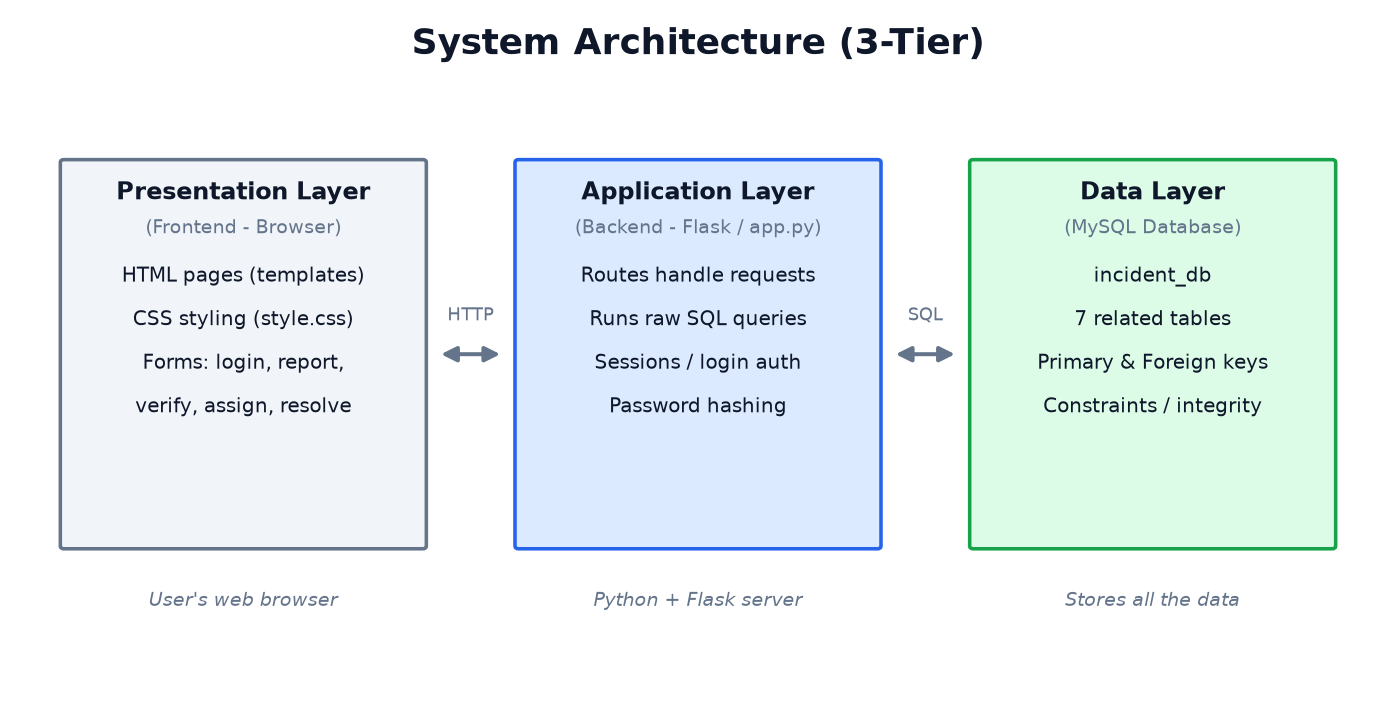 System Architecture (3-Tier)
Presentation Layer
(Frontend - Browser)
HTML pages (templates)
CSS styling (style.css)
Forms: login, report,
verify, assign, resolve
User's web browser
HTTP
Application Layer
(Backend - Flask / app.py)
Routes handle requests
Runs raw SQL queries
Sessions / login auth
Password hashing
Python + Flask server
SQL
Data Layer
(MySQL Database)
incident_db
7 related tables
Primary & Foreign keys
Constraints / integrity
Stores all the data